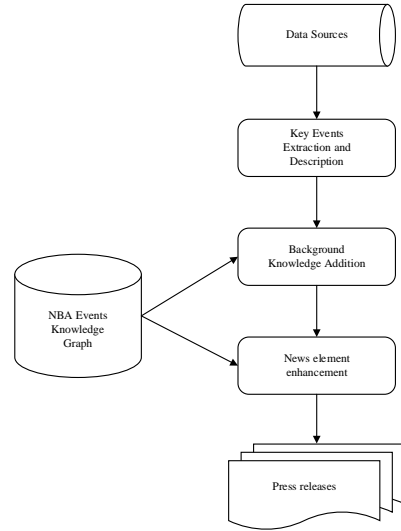 Data Sources
Key Events
Extraction and
Description
Background
Knowledge Addition
NBA Events
Knowledge
Graph
News element
enhancement
Press releases